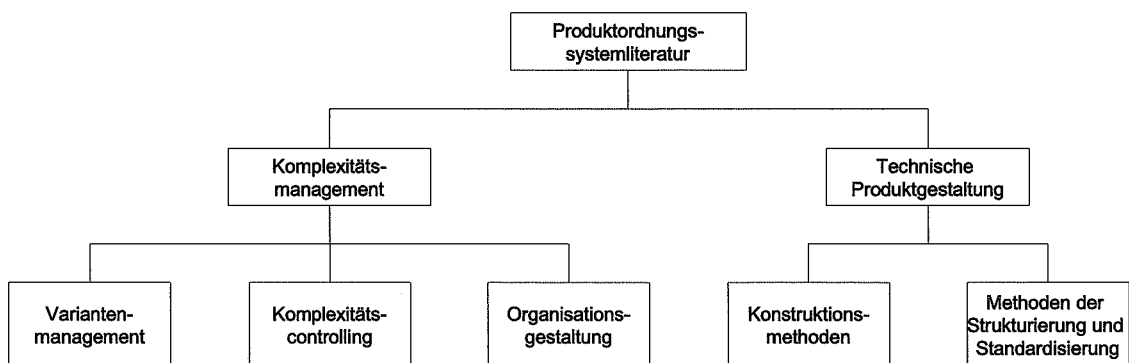 Produktordnungs-
systemliteratur
Komplexitäts-
management
Technische
Produktgestaltung
Varianten-
management
Komplexitäts-
controlling
Organisations-
gestaltung
Konstruktions-
methoden
Methoden der
Strukturierung und
Standardisierung